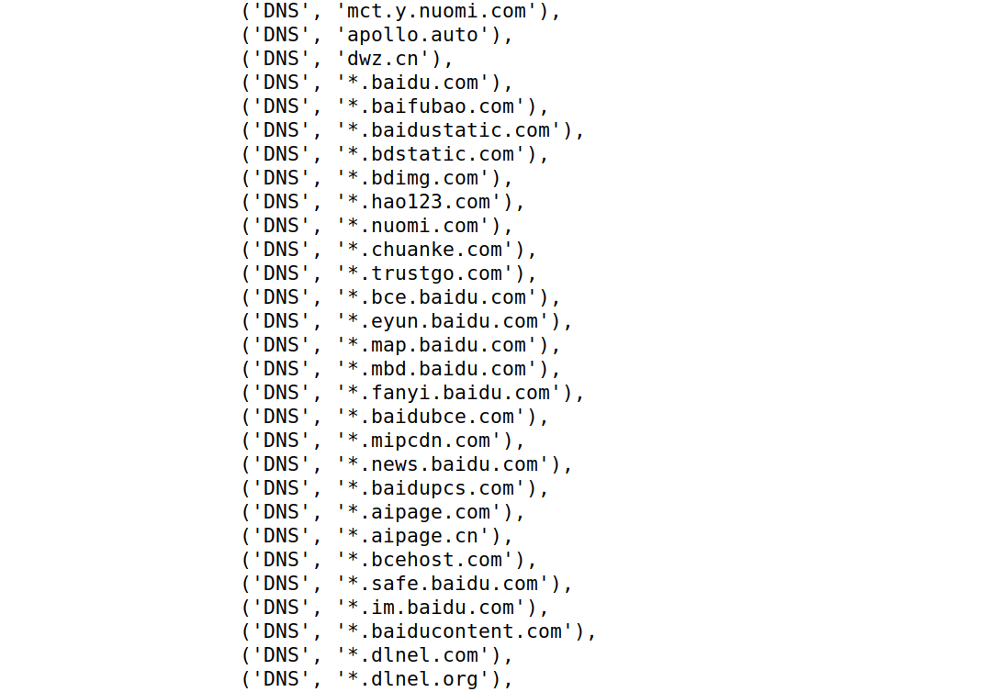 ('DNS', 'mct.y.nuomi.com'),
('DNS', 'apollo.auto'),
('DNS', 'dwz.cn'),
('DNS', '*.baidu.com'),
('DNS', '*.baifubao.com'),
('DNS', '*.baidustatic.com'),
('DNS', '*.bdstatic.com'),
('DNS', '*.bdimg.com'),
('DNS', '*.hao123.com'),
('DNS', '*.nuomi.com'),
('DNS', '*.chuanke.com'),
('DNS', '*.trustgo.com'),
('DNS', '*.bce.baidu.com'),
('DNS', '*.eyun.baidu.com'),
('DNS', '*.map.baidu.com'),
('DNS', '*.mbd.baidu.com'),
('DNS', '*.fanyi.baidu.com'),
('DNS', '*.baidubce.com'),
('DNS', '*.mipcdn.com'),
('DNS', '*.news.baidu.com'),
('DNS', '*.baidupcs.com'),
('DNS', '*.aipage.com'),
('DNS', '*.aipage.cn'),
('DNS', '*.bcehost.com'),
('DNS', '*.safe.baidu.com'),
('DNS', '*.im.baidu.com'),
('DNS', '*.baiducontent.com'),
('DNS', '*.dlnel.com'),
('DNS', '*.dlnel.org'),